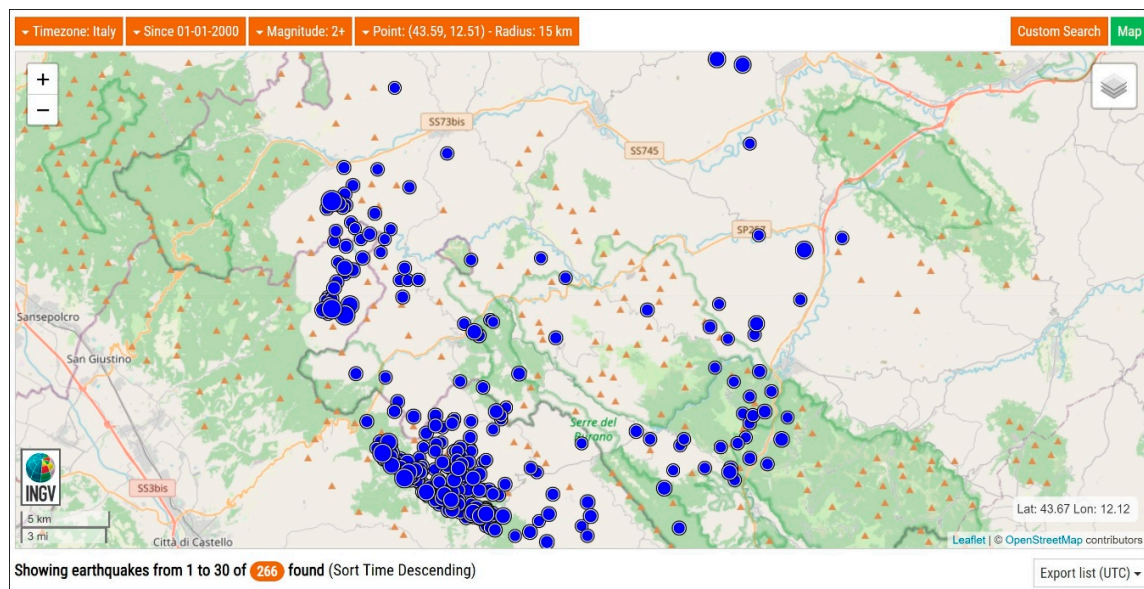 Timezone: Italy
Since 01-01-2000
Magnitude: 2+
Point: (43.59, 12.51) - Radius: 15 km
Custom Search
Map
+
−
SS73bis
SS745
SP257
Sansepolcro
San Giustino
Serre del
Burano
INGV
SS3bis
5 km
3 mi
Città di Castello
Lat: 43.67 Lon: 12.12
Leaflet | © OpenStreetMap contributors
Showing earthquakes from 1 to 30 of 266 found (Sort Time Descending)
Export list (UTC)